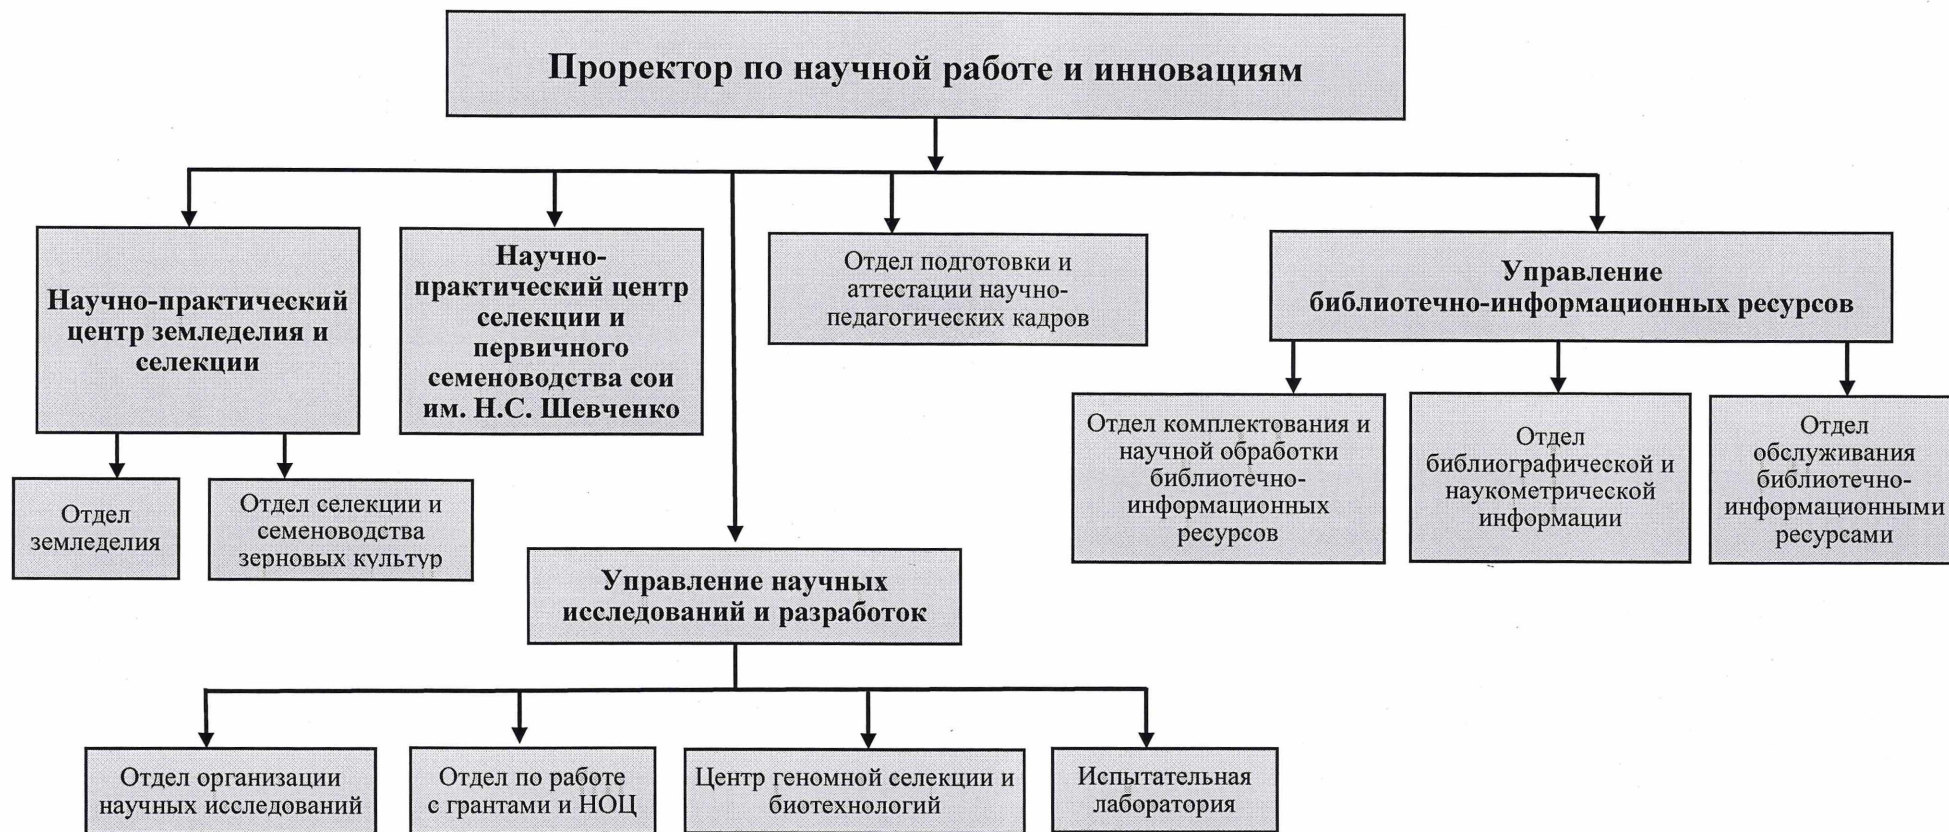 Проректор по научной работе и инновациям
Научно-практический
центр земледелия и
селекции
Научно-
практический центр
селекции и
первичного
семеноводства сои
им. Н.С. Шевченко
Отдел подготовки и
аттестации научно-
педагогических кадров
Управление
библиотечно-информационных ресурсов
Отдел
земледелия
Отдел селекции и
семеноводства
зерновых культур
Отдел комплектования и
научной обработки
библиотечно-
информационных
ресурсов
Отдел
библиографической и
наукометрической
информации
Отдел
обслуживания
библиотечно-
информационными
ресурсами
Управление научных
исследований и разработок
Отдел организации
научных исследований
Отдел по работе
с грантами и НОЦ
Центр геномной селекции и
биотехнологий
Испытательная
лаборатория